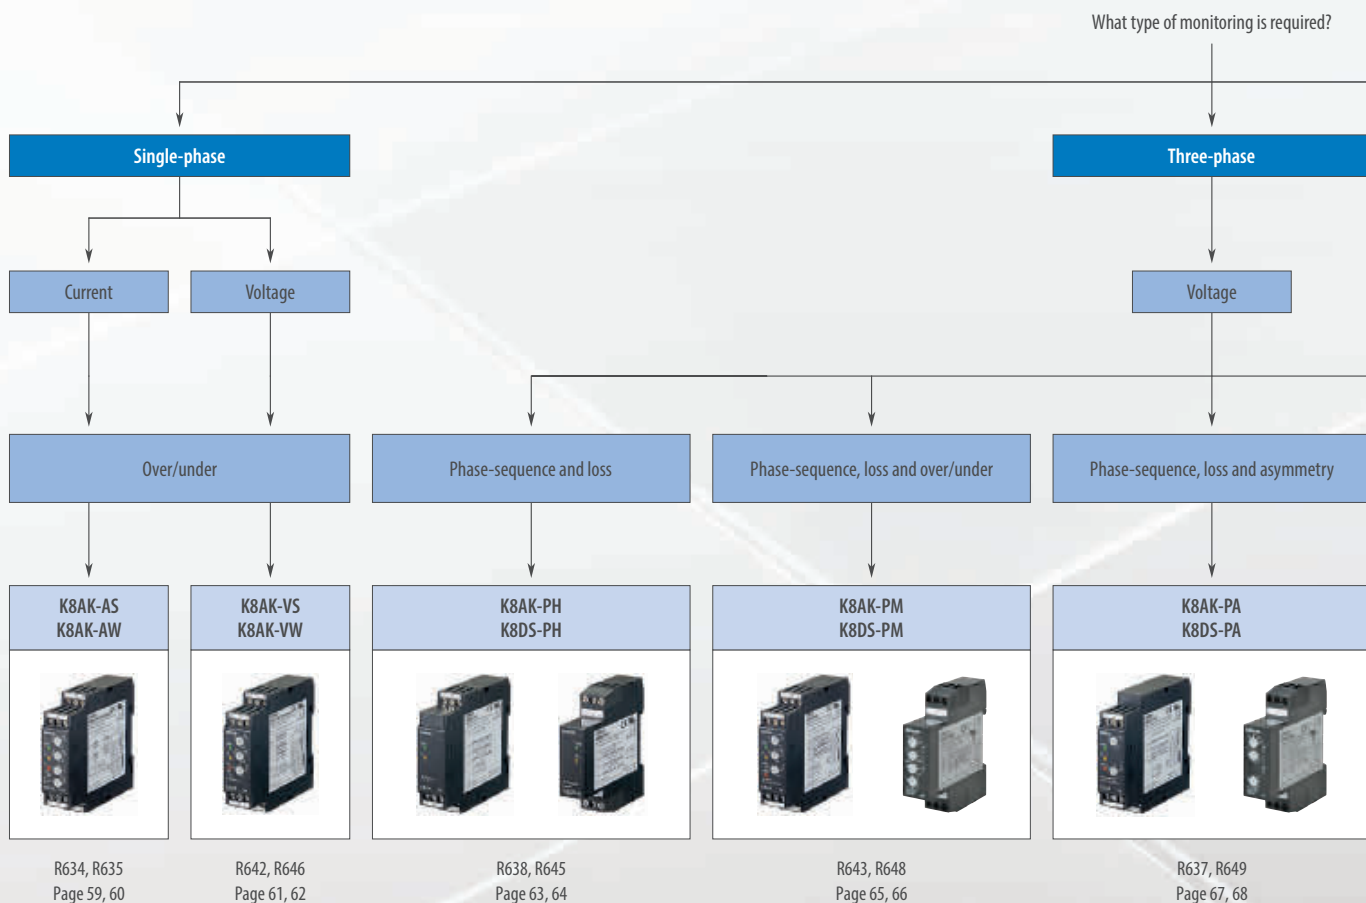 What type of monitoring is required?
Single-phase
Three-phase
Current
Voltage
Voltage
Over/under
Phase-sequence and loss
Phase-sequence, loss and over/under
Phase-sequence, loss and asymmetry
K8AK-AS
K8AK-AW
K8AK-VS
K8AK-VW
K8AK-PH
K8DS-PH
K8AK-PM
K8DS-PM
K8AK-PA
K8DS-PA
R634, R635
Page 59, 60
R642, R646
Page 61, 62
R638, R645
Page 63, 64
R643, R648
Page 65, 66
R637, R649
Page 67, 68